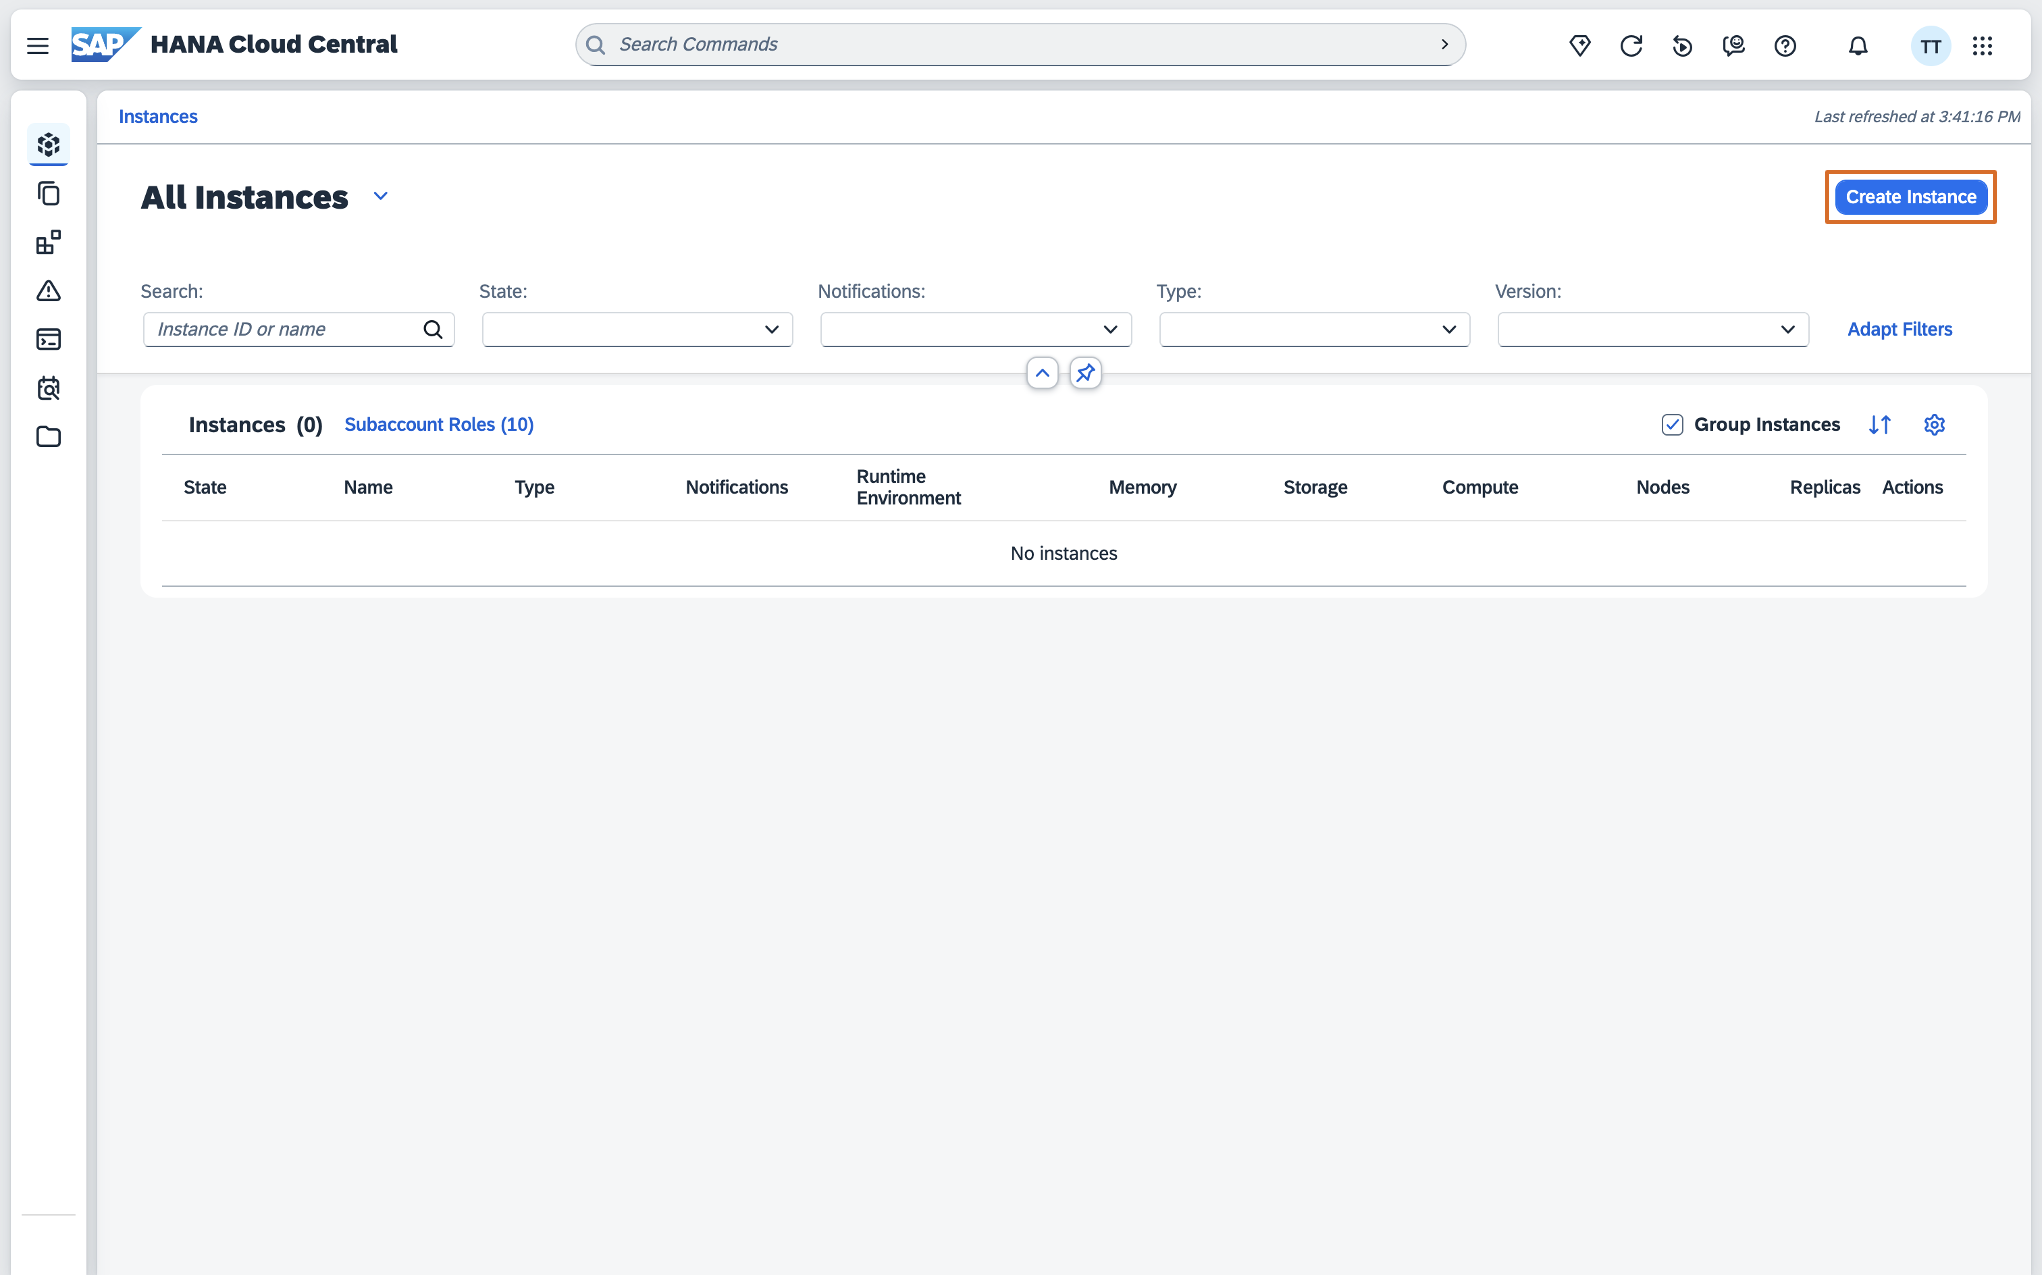 SAP HANA Cloud Central
Search Commands
TT
Instances
Last refreshed at 3:41:16 PM
All Instances
Create Instance
Search:
State:
Notifications:
Type:
Version:
Instance ID or name
Adapt Filters
Instances (0)
Subaccount Roles (10)
Group Instances
State
Name
Type
Notifications
Runtime
Environment
Memory
Storage
Compute
Nodes
Replicas
Actions
No instances